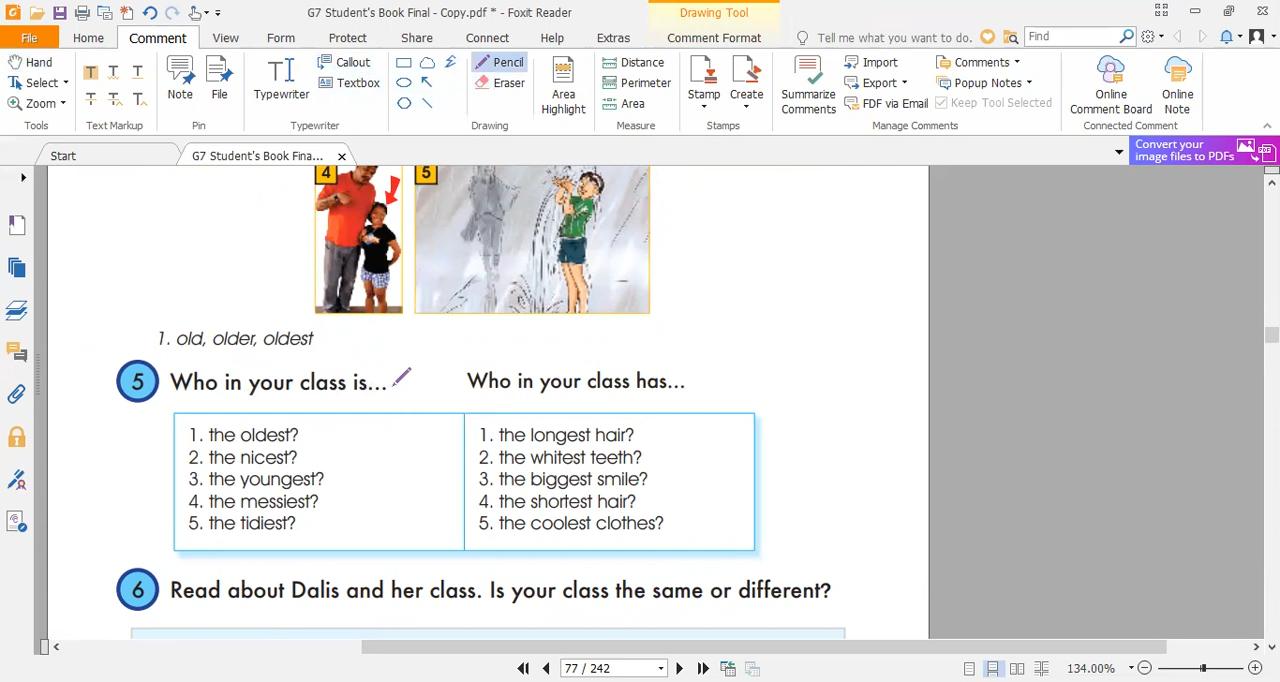 G7 Student's Book Final - Copy.pdf * - Foxit Reader
Drawing Tool
File Home Comment View Form Protect Share Connect Help Extras Comment Format
Tell me what you want to do.
Find
Hand
Select
Zoom
Tools
Text Markup
Note
File
Pin
Typewriter
Callout
Textbox
Typewriter
Pencil
Eraser
Drawing
Area
Highlight
Distance
Perimeter
Area
Measure
Stamp
Create
Stamps
Summarize
Comments
Import
Export
FDF via Email
Comments
Popup Notes
Keep Tool Selected
Manage Comments
Online
Comment Board
Online
Note
Connected Comment
Start
G7 Student's Book Fina...
Convert your
image files to PDFs
4
5
1. old, older, oldest
5 Who in your class is... Who in your class has...
1. the oldest?
2. the nicest?
3. the youngest?
4. the messiest?
5. the tidiest?
1. the longest hair?
2. the whitest teeth?
3. the biggest smile?
4. the shortest hair?
5. the coolest clothes?
6 Read about Dalis and her class. Is your class the same or different?
77 / 242
134.00%